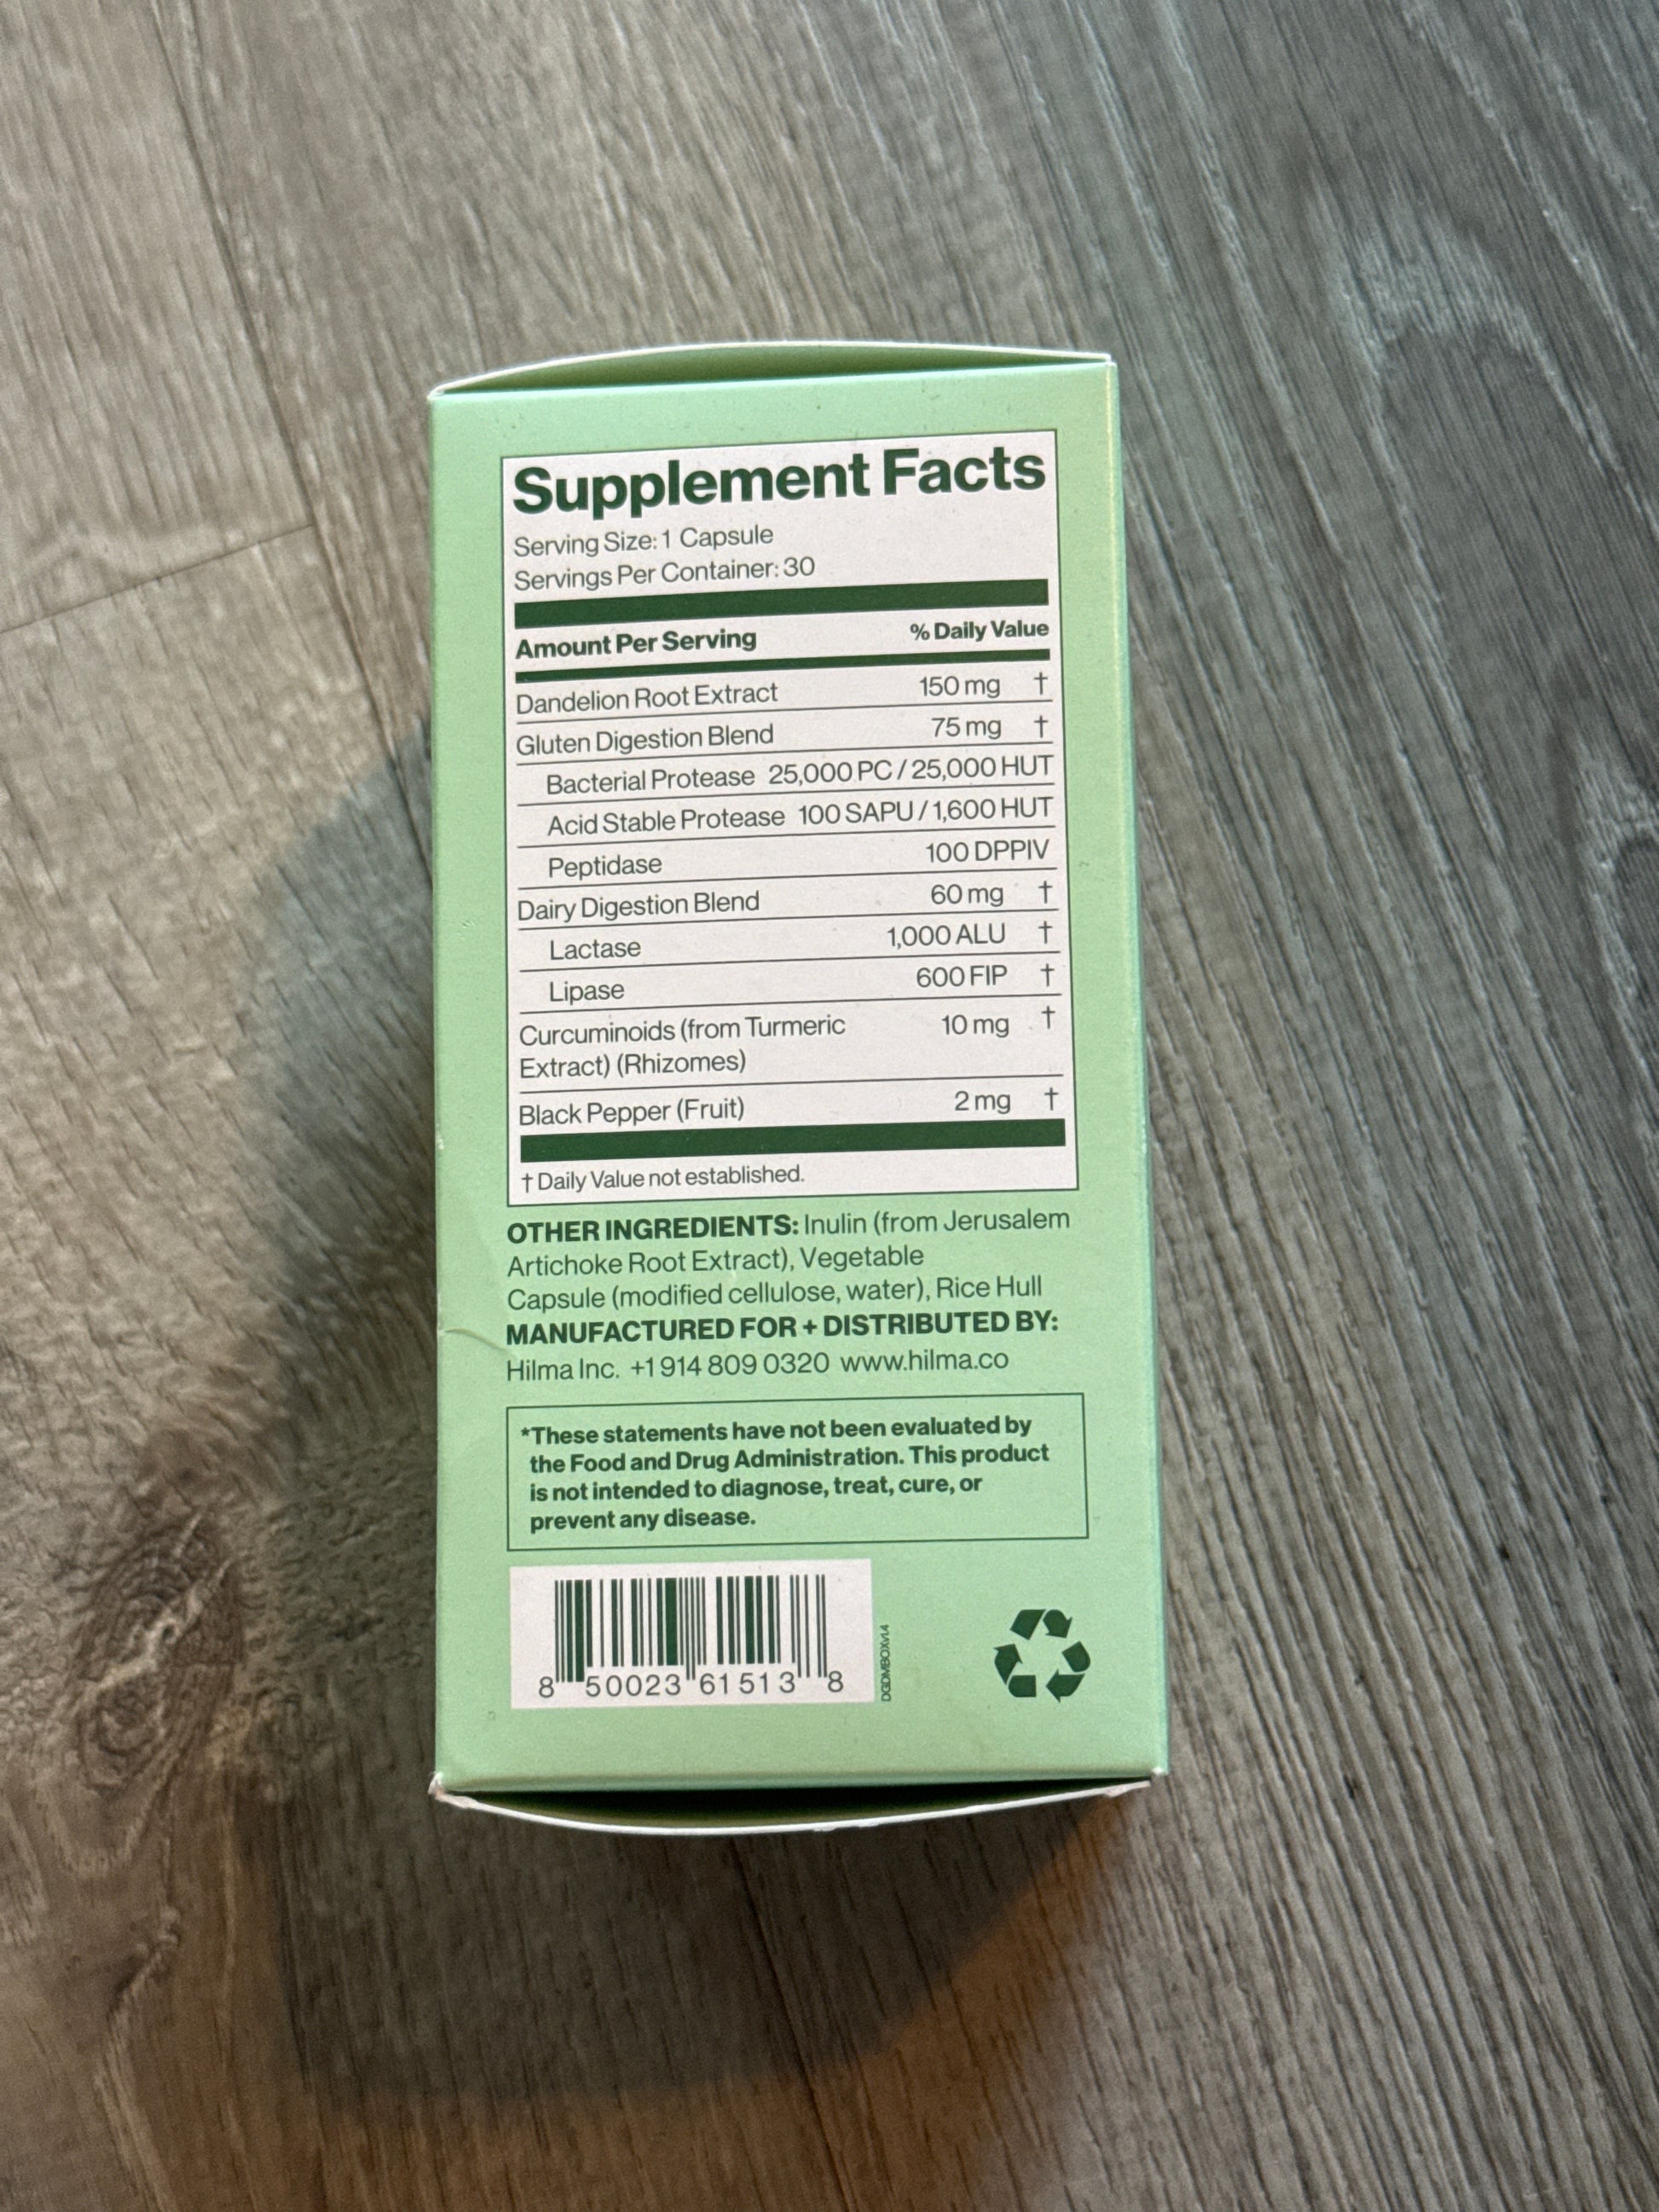 Supplement Facts
Serving Size: 1 Capsule
Servings Per Container: 30
Amount Per Serving % Daily Value
Dandelion Root Extract 150 mg †
Gluten Digestion Blend 75 mg †
Bacterial Protease 25,000 PC / 25,000 HUT
Acid Stable Protease 100 SAPU / 1,600 HUT
Peptidase 100 DPPIV
Dairy Digestion Blend 60 mg †
Lactase 1,000 ALU †
Lipase 600 FIP †
Curcuminoids (from Turmeric 10 mg †
Extract) (Rhizomes)
Black Pepper (Fruit) 2 mg †
† Daily Value not established.
OTHER INGREDIENTS: Inulin (from Jerusalem
Artichoke Root Extract), Vegetable
Capsule (modified cellulose, water), Rice Hull
MANUFACTURED FOR + DISTRIBUTED BY:
Hilma Inc. +1 914 809 0320 www.hilma.co
*These statements have not been evaluated by
the Food and Drug Administration. This product
is not intended to diagnose, treat, cure, or
prevent any disease.
8 50023 61513 8
DGDMBOXV1.4